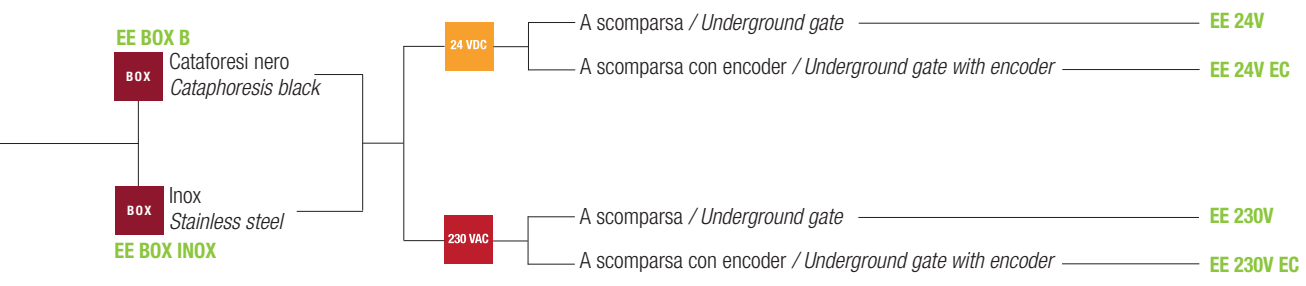 EE BOX B
BOX
Cataforesi nero
Cataphoresis black
BOX
Inox
Stainless steel
EE BOX INOX
24 VDC
A scomparsa / Underground gate
EE 24V
A scomparsa con encoder / Underground gate with encoder
EE 24V EC
230 VAC
A scomparsa / Underground gate
EE 230V
A scomparsa con encoder / Underground gate with encoder
EE 230V EC